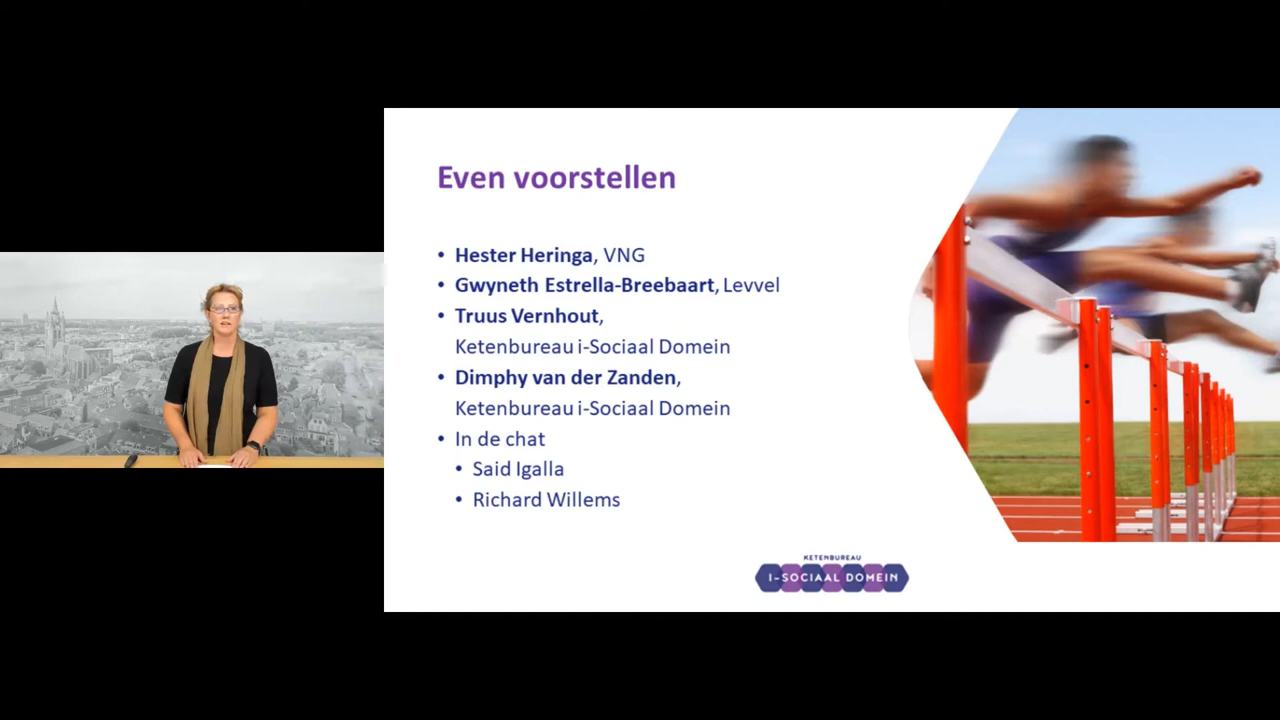 Even voorstellen
• Hester Heringa, VNG
• Gwyneth Estrella-Breebaart, Levvel
• Truus Vernhout,
Ketenbureau i-Sociaal Domein
• Dimphy van der Zanden,
Ketenbureau i-Sociaal Domein
• In de chat
• Said Igalla
• Richard Willems
KETENBUREAU
I-SOCIAAL DOMEIN